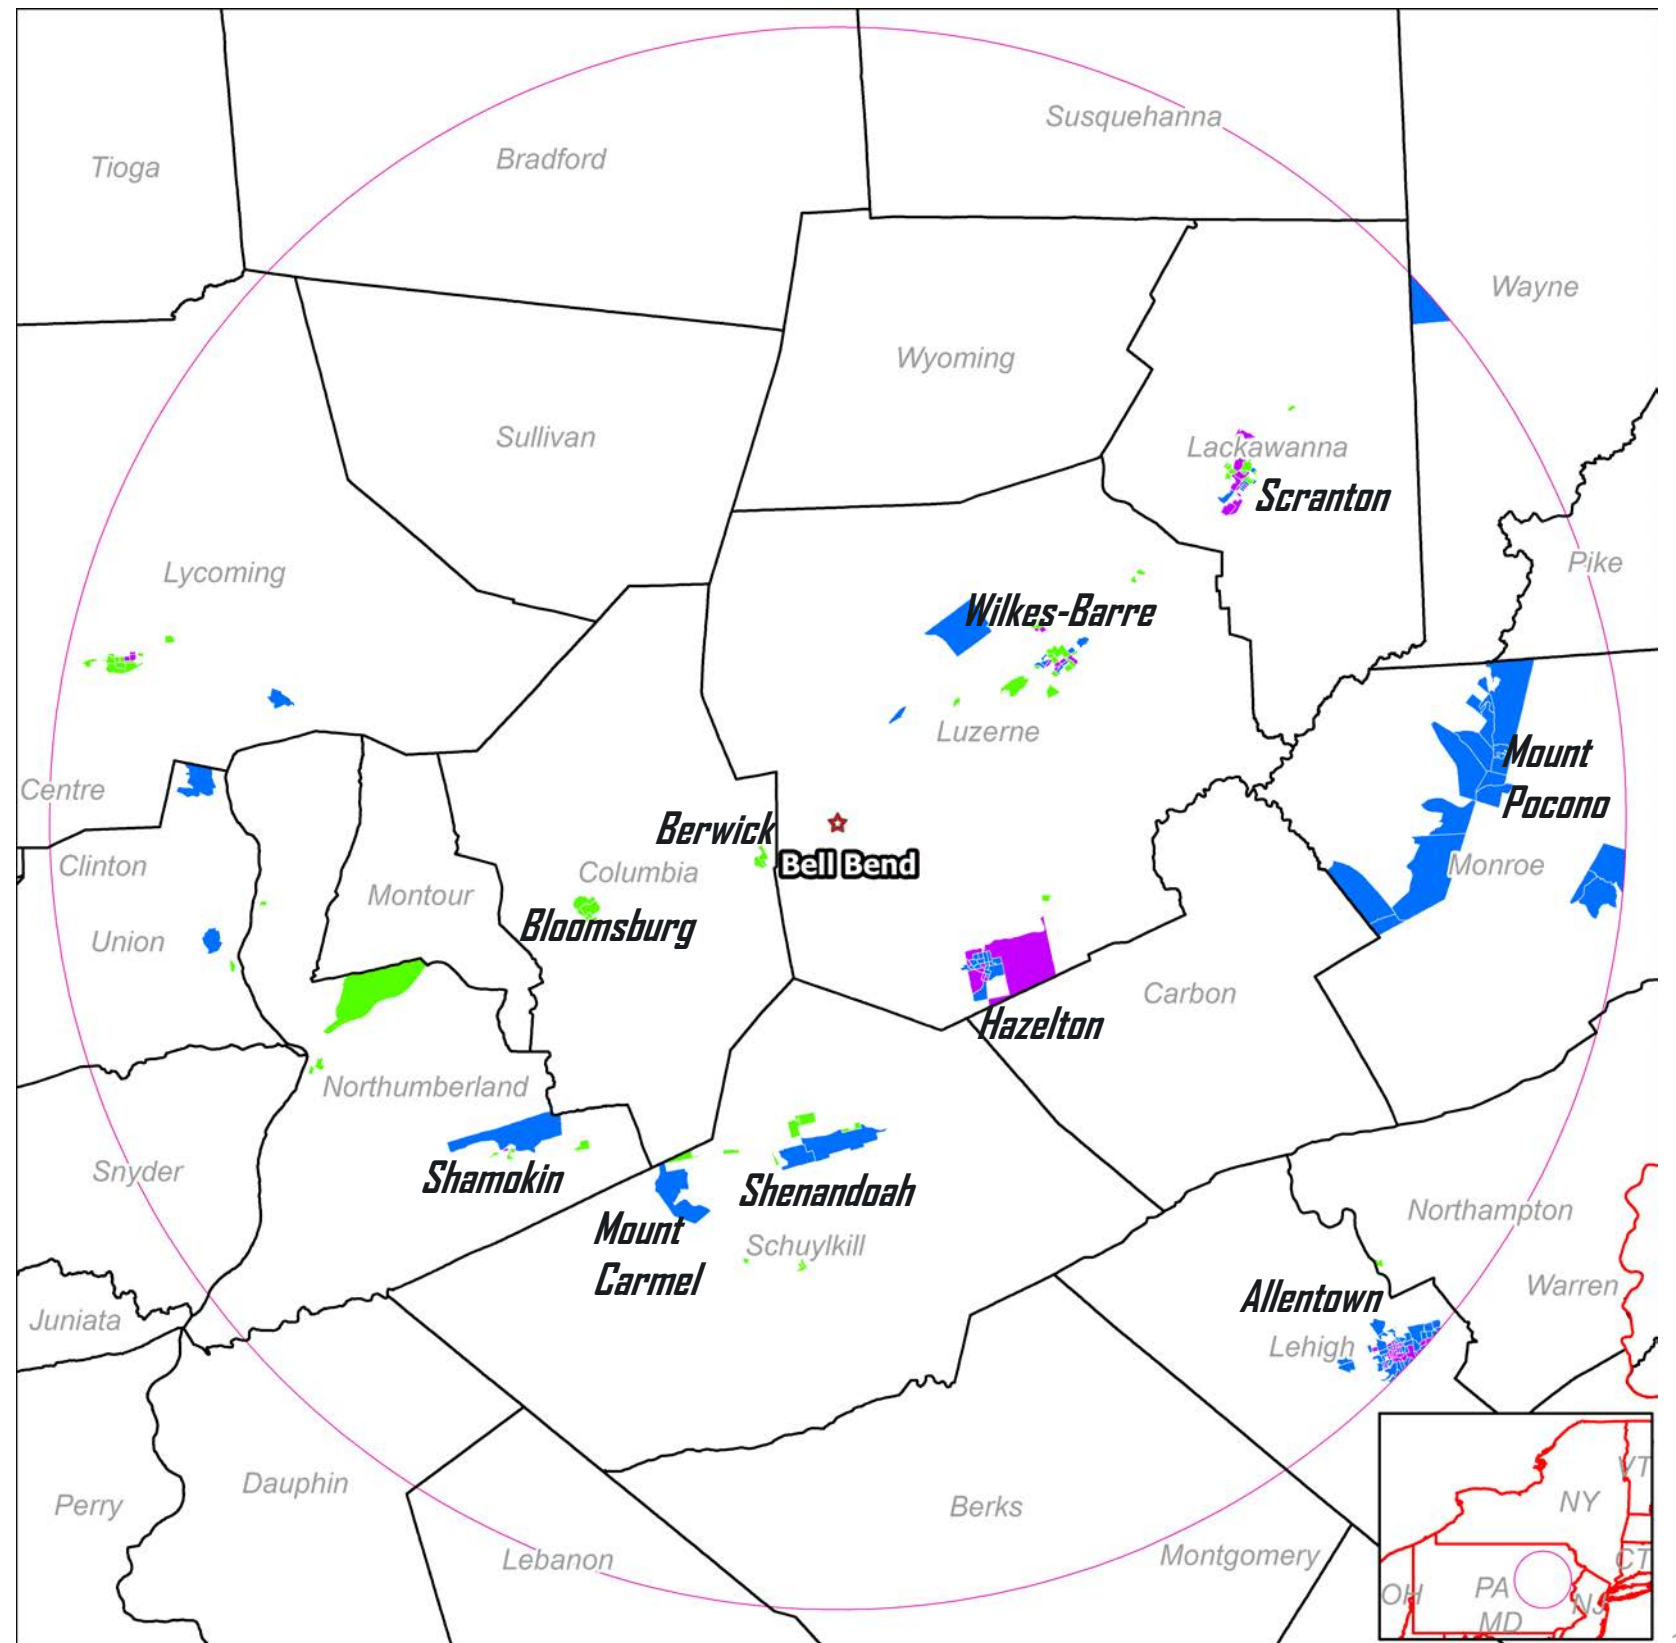 Susquehanna
Bradford
Tioga
Wayne
Wyoming
Sullivan
Lackawanna
Scranton
Pike
Lycoming
Wilkes-Barre
Luzerne
Mount
Pocono
Centre
Berwick
Bell Bend
Monroe
Clinton
Columbia
Montour
Bloomsburg
Union
Carbon
Hazelton
Northumberland
Snyder
Shamokin
Shenandoah
Northampton
Mount
Carmel
Schuylkill
Warren
Allentown
Juniata
Lehigh
Dauphin
Perry
Berks
Lebanon
Montgomery
VT
NY
CT
OH
PA
NJ
MD